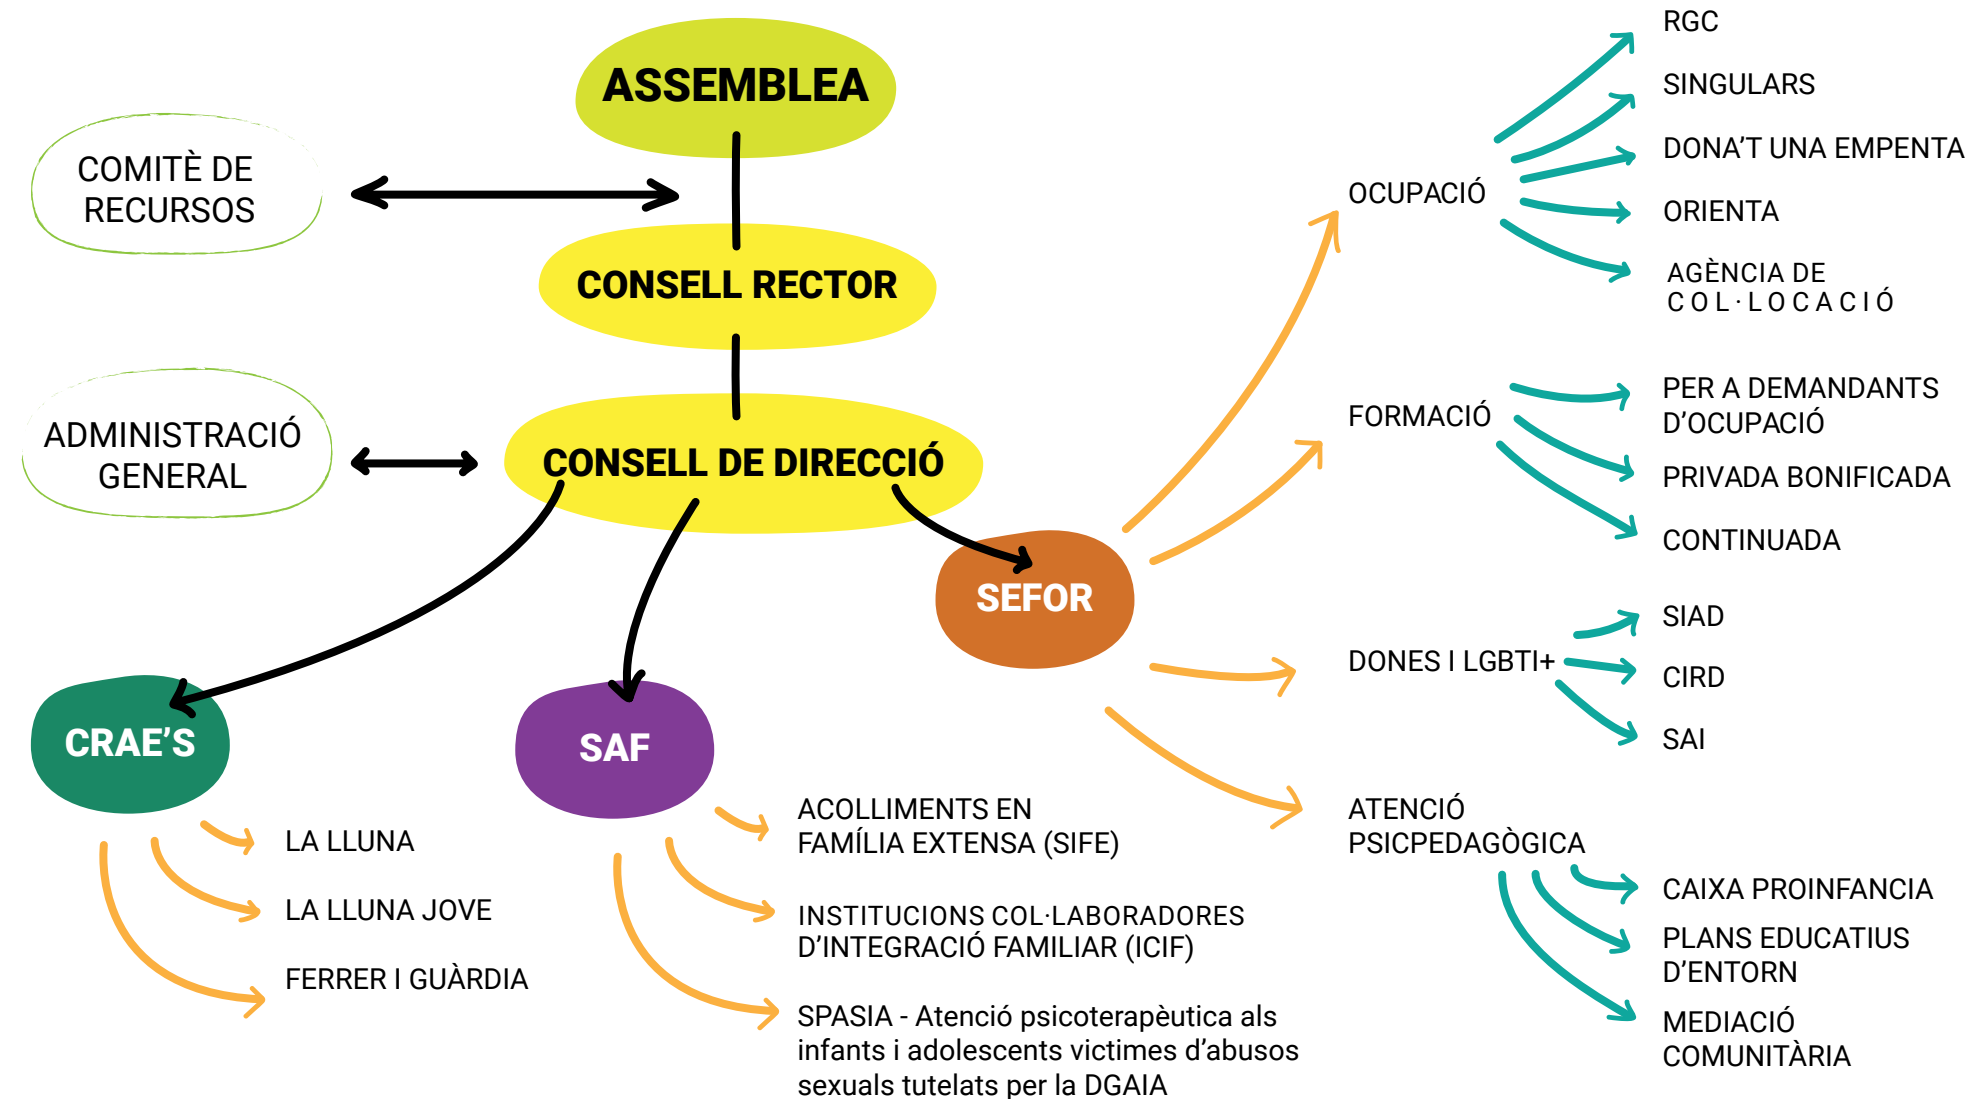 ASSEMBLEA
COMITÈ DE
RECURSOS
CONSELL RECTOR
ADMINISTRACIÓ
GENERAL
CONSELL DE DIRECCIÓ
CRAE’S
LA LLUNA
LA LLUNA JOVE
FERRER I GUÀRDIA
SAF
ACOLLIMENTS EN
FAMÍLIA EXTENSA (SIFE)
INSTITUCIONS COL·LABORADORES
D’INTEGRACIÓ FAMILIAR (ICIF)
SPASIA - Atenció psicoterapèutica als
infants i adolescents victimes d’abusos
sexuals tutelats per la DGAIA
SEFOR
OCUPACIÓ
RGC
SINGULARS
DONA’T UNA EMPENTA
ORIENTA
AGÈNCIA DE
COL·LOCACIÓ
FORMACIÓ
PER A DEMANDANTS
D’OCUPACIÓ
PRIVADA BONIFICADA
CONTINUADA
DONES I LGBTI+
SIAD
CIRD
SAI
ATENCIÓ
PSICPEDAGÒGICA
CAIXA PROINFANCIA
PLANS EDUCATIUS
D’ENTORN
MEDIACIÓ
COMUNITÀRIA